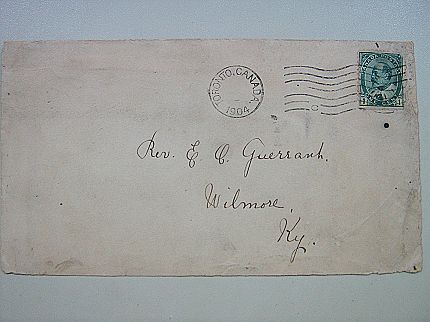 TORONTO, CANADA.
1904
Rev. E. C. Guerrant.
Wilmore,
Ky.